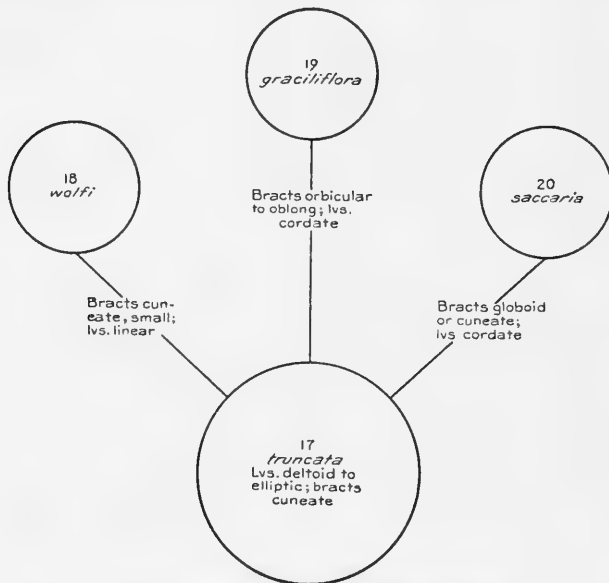 19
graciliflora
18
wolfi
20
saccaria
Bracts orbicular
to oblong; lvs.
cordate
Bracts cun-
eate, small;
lvs. linear
Bracts globoid
or cuneate;
lvs cordate
17
truncata
Lvs. deltoid to
elliptic; bracts
cuneate